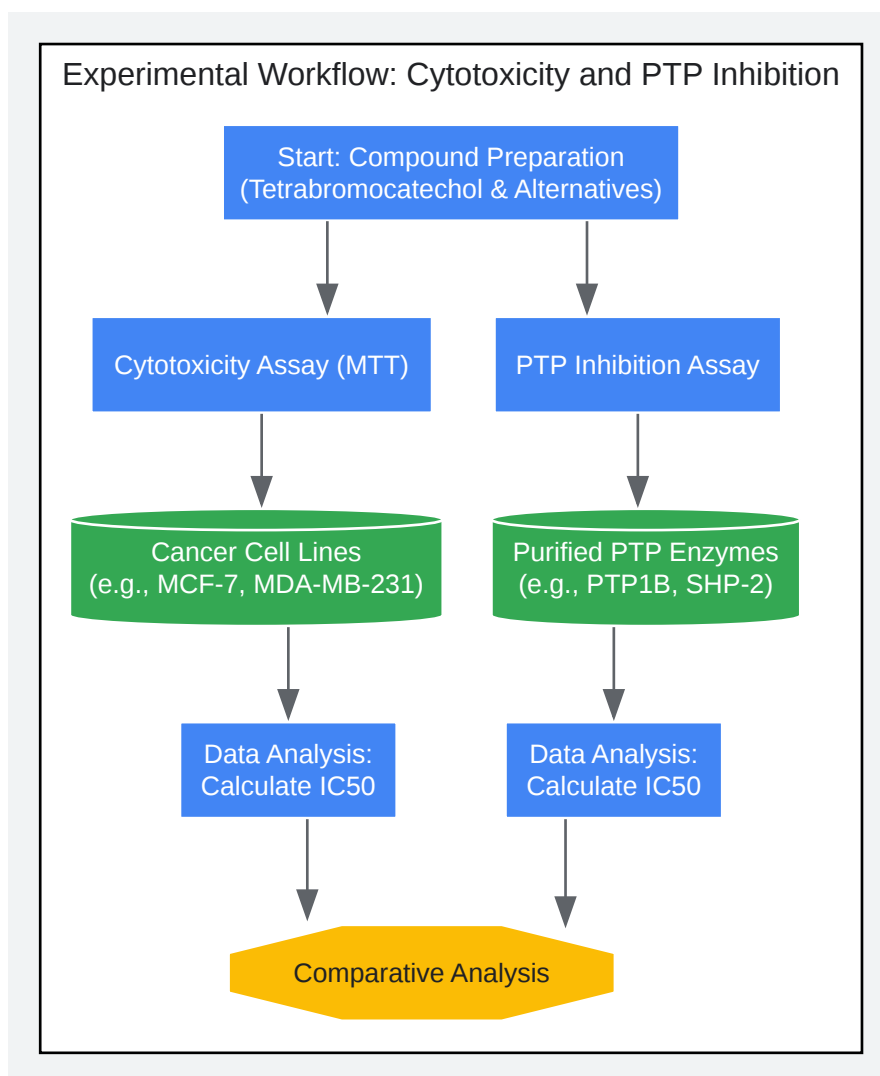 Experimental Workflow: Cytotoxicity and PTP Inhibition
Start: Compound Preparation
(Tetrabromocatechol & Alternatives)
Cytotoxicity Assay (MTT)
PTP Inhibition Assay
Cancer Cell Lines
(e.g., MCF-7, MDA-MB-231)
Purified PTP Enzymes
(e.g., PTP1B, SHP-2)
Data Analysis:
Calculate IC50
Data Analysis:
Calculate IC50
Comparative Analysis